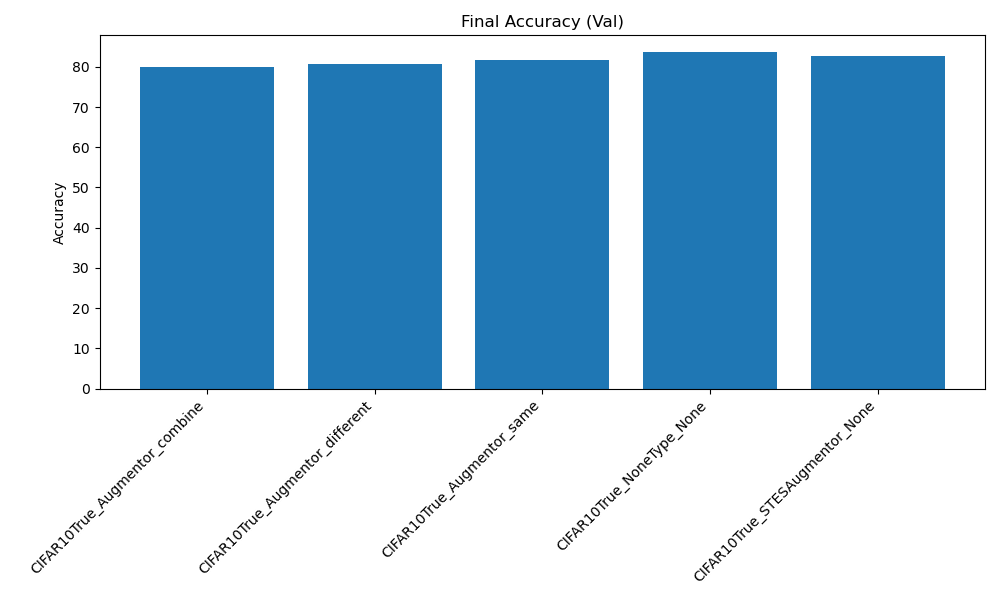 Final Accuracy (Val)
Accuracy
80
70
60
50
40
30
20
10
0
CIFAR10True_Augmentor_combine
CIFAR10True_Augmentor_different
CIFAR10True_Augmentor_same
CIFAR10True_NoneType_None
CIFAR10True_STESAugmentor_None